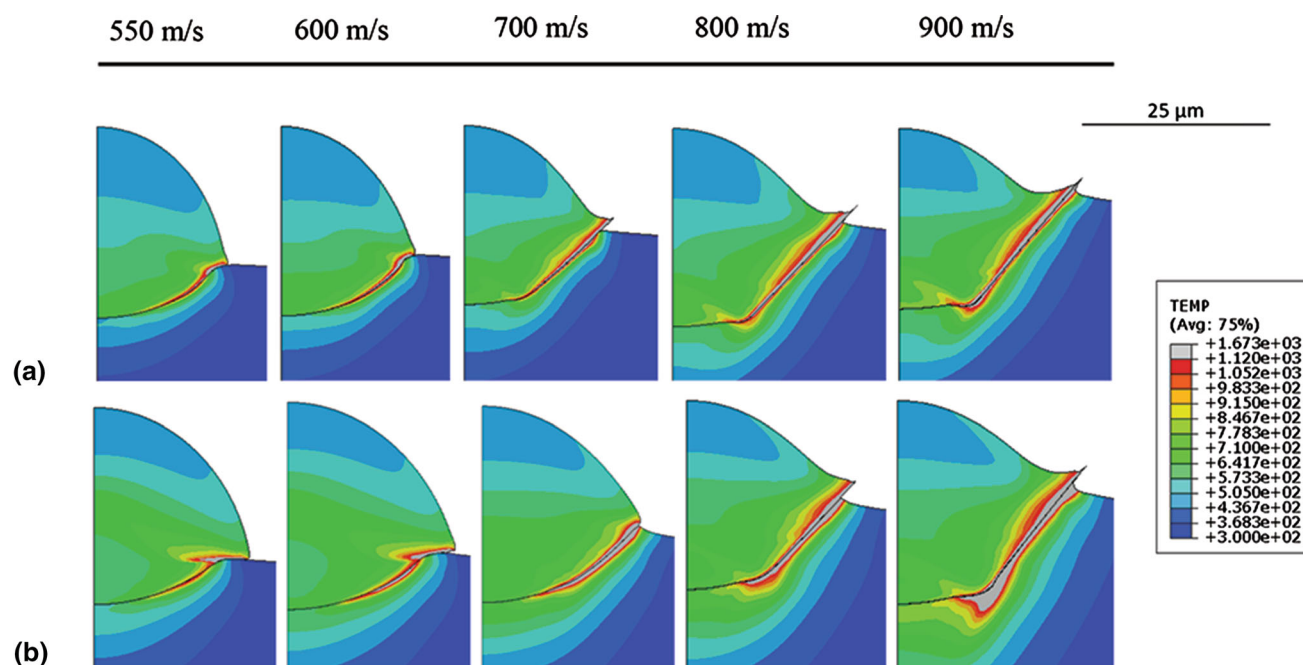 550 m/s 600 m/s 700 m/s 800 m/s 900 m/s
25 µm
(a)
TEMP
(Avg: 75%)
+1.673e+03
+1.120e+03
+1.052e+03
+9.833e+02
+9.150e+02
+8.467e+02
+7.783e+02
+7.100e+02
+6.417e+02
+5.733e+02
+5.050e+02
+4.367e+02
+3.683e+02
+3.000e+02
(b)